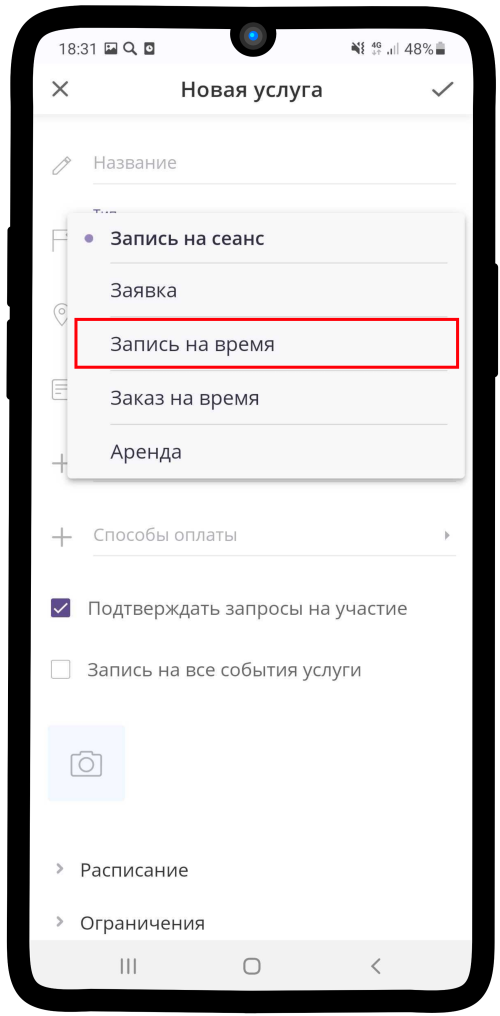 18:31 4G 48%
Новая услуга
Название
Тип
Запись на сеанс
Заявка
Запись на время
Заказ на время
Аренда
Способы оплаты
Подтверждать запросы на участие
Запись на все события услуги
Расписание
Ограничения